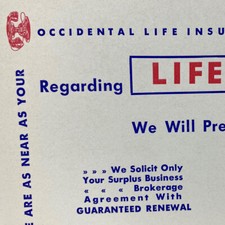 OCCIDENTAL LIFE INSU
Regarding LIFE
We Will Pre
» » » We Solicit Only
Your Surplus Business
« « « Brokerage
Agreement With
GUARANTEED RENEWAL
E ARE AS NEAR AS YOUR